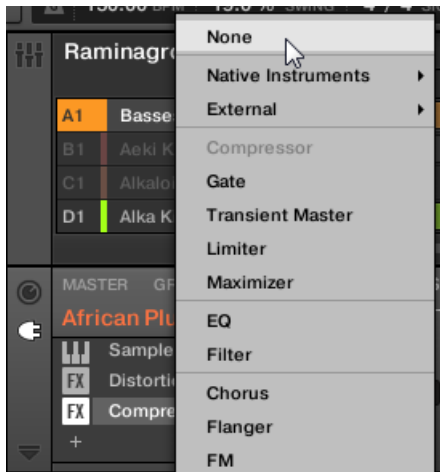 None
Raminagr
Native Instruments
External
A1 Basse
B1 Aeki K
Compressor
C1 Alkaloi
Gate
D1 Alka K
Transient Master
Limiter
MASTER
Maximizer
African Plu
EQ
Sample
Filter
FX Distorti
Chorus
FX Compre
Flanger
+
FM